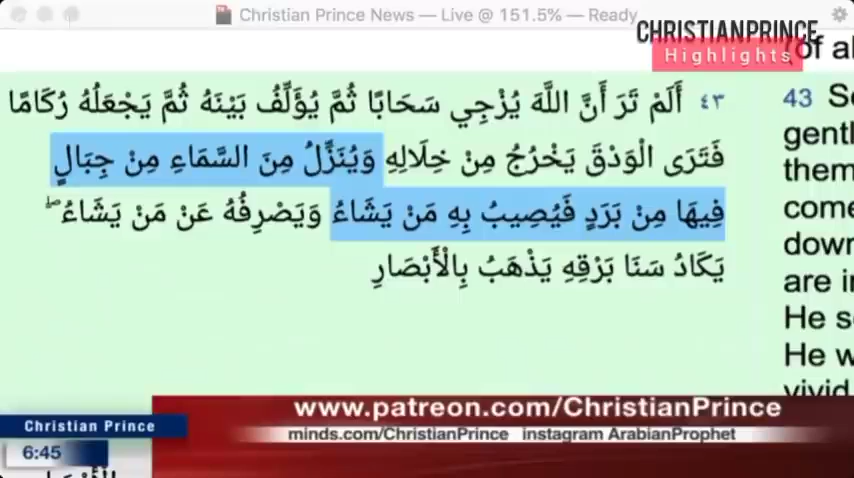 Christian Prince News — Live @ 151.5% — Ready
CHRISTIANPRINCE
Highlights
(of al
٤٣ أَلَمْ تَرَ أَنَّ اللَّهَ يُزْجِي سَحَابًا ثُمَّ يُؤَلِّفُ بَيْنَهُ ثُمَّ يَجْعَلُهُ رُكَامًا
فَتَرَى الْوَدْقَ يَخْرُجُ مِنْ خِلَالِهِ وَيُنَزِّلُ مِنَ السَّمَاءِ مِنْ جِبَالٍ
فِيهَا مِنْ بَرَدٍ فَيُصِيبُ بِهِ مَنْ يَشَاءُ وَيَصْرِفُهُ عَنْ مَنْ يَشَاءُ ۖ
يَكَادُ سَنَا بَرْقِهِ يَذْهَبُ بِالْأَبْصَارِ
43 Se
gentl
them
come
down
are in
He s
He w
vivid
www.patreon.com/ChristianPrince
minds.com/ChristianPrince instagram ArabianProphet
Christian Prince
6:45